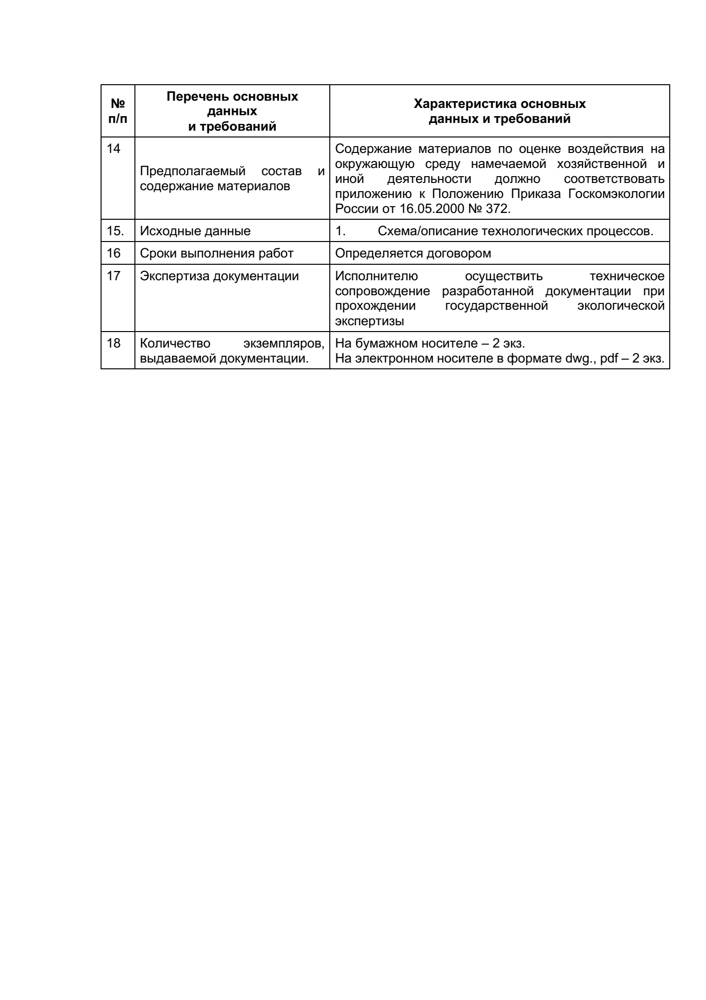 №
п/п
Перечень основных
данных
и требований
Характеристика основных
данных и требований
14
Предполагаемый состав и
содержание материалов
Содержание материалов по оценке воздействия на
окружающую среду намечаемой хозяйственной и
иной деятельности должно соответствовать
приложению к Положению Приказа Госкомэкологии
России от 16.05.2000 № 372.
15.
Исходные данные
1. Схема/описание технологических процессов.
16
Сроки выполнения работ
Определяется договором
17
Экспертиза документации
Исполнителю осуществить техническое
сопровождение разработанной документации при
прохождении государственной экологической
экспертизы
18
Количество экземпляров,
выдаваемой документации.
На бумажном носителе – 2 экз.
На электронном носителе в формате dwg., pdf – 2 экз.